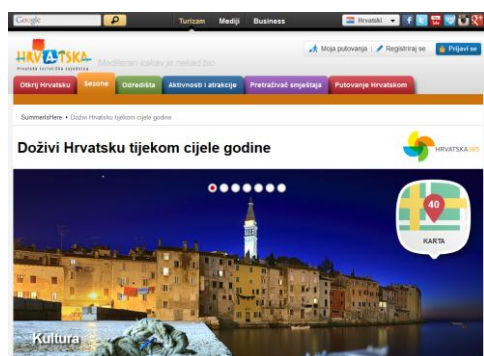 Google
Turizam Mediji Business
Hrvatski
HRVATSKA
Hrvatska turistička zajednica
Mediteran kakav je nekad bio
Moja putovanja | Registriraj se
Prijavi se
Otkrij Hrvatsku Sezone Odredišta Aktivnosti i atrakcije Pretraživač smještaja Putovanje Hrvatskom
SummerIsHere • Doživi Hrvatsku tijekom cijele godine
Doživi Hrvatsku tijekom cijele godine
HRVATSKA365
40
KARTA
Kultura